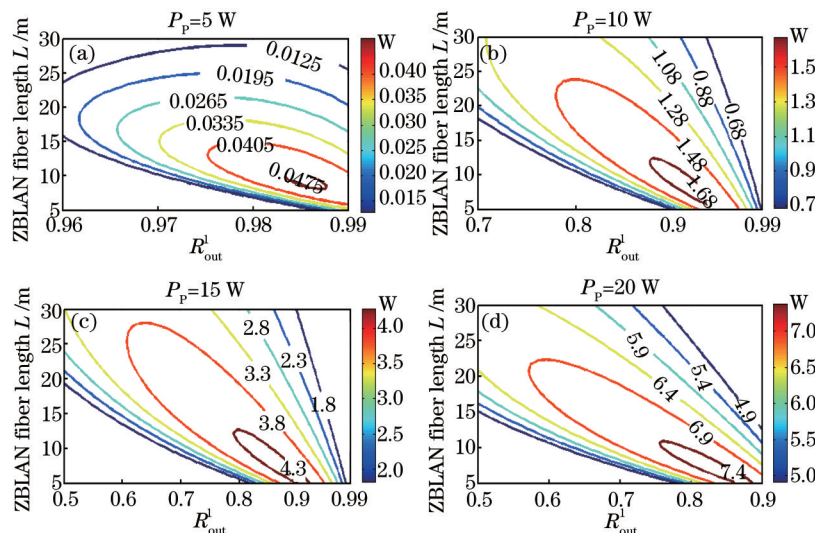 P_P=5 W
(a)
W
ZBLAN fiber length L /m
30
25
20
15
10
5
0.0125
0.0195
0.0265
0.0335
0.0405
0.0475
0.96 0.97 0.98 0.99
R^1_out
0.040
0.035
0.030
0.025
0.020
0.015
P_P=10 W
(b)
W
ZBLAN fiber length L /m
30
25
20
15
10
5
1.08
0.88
0.68
1.28
1.48
1.68
0.7 0.8 0.9 0.99
R^1_out
1.5
1.3
1.1
0.9
0.7
P_P=15 W
(c)
W
ZBLAN fiber length L /m
30
25
20
15
10
5
2.8
2.3
3.3
1.8
3.8
4.3
0.5 0.6 0.7 0.8 0.9 0.99
R^1_out
4.0
3.5
3.0
2.5
2.0
P_P=20 W
(d)
W
ZBLAN fiber length L /m
30
25
20
15
10
5
5.9
5.4
4.9
6.4
6.9
7.4
0.5 0.6 0.7 0.8 0.9
R^1_out
7.0
6.5
6.0
5.5
5.0